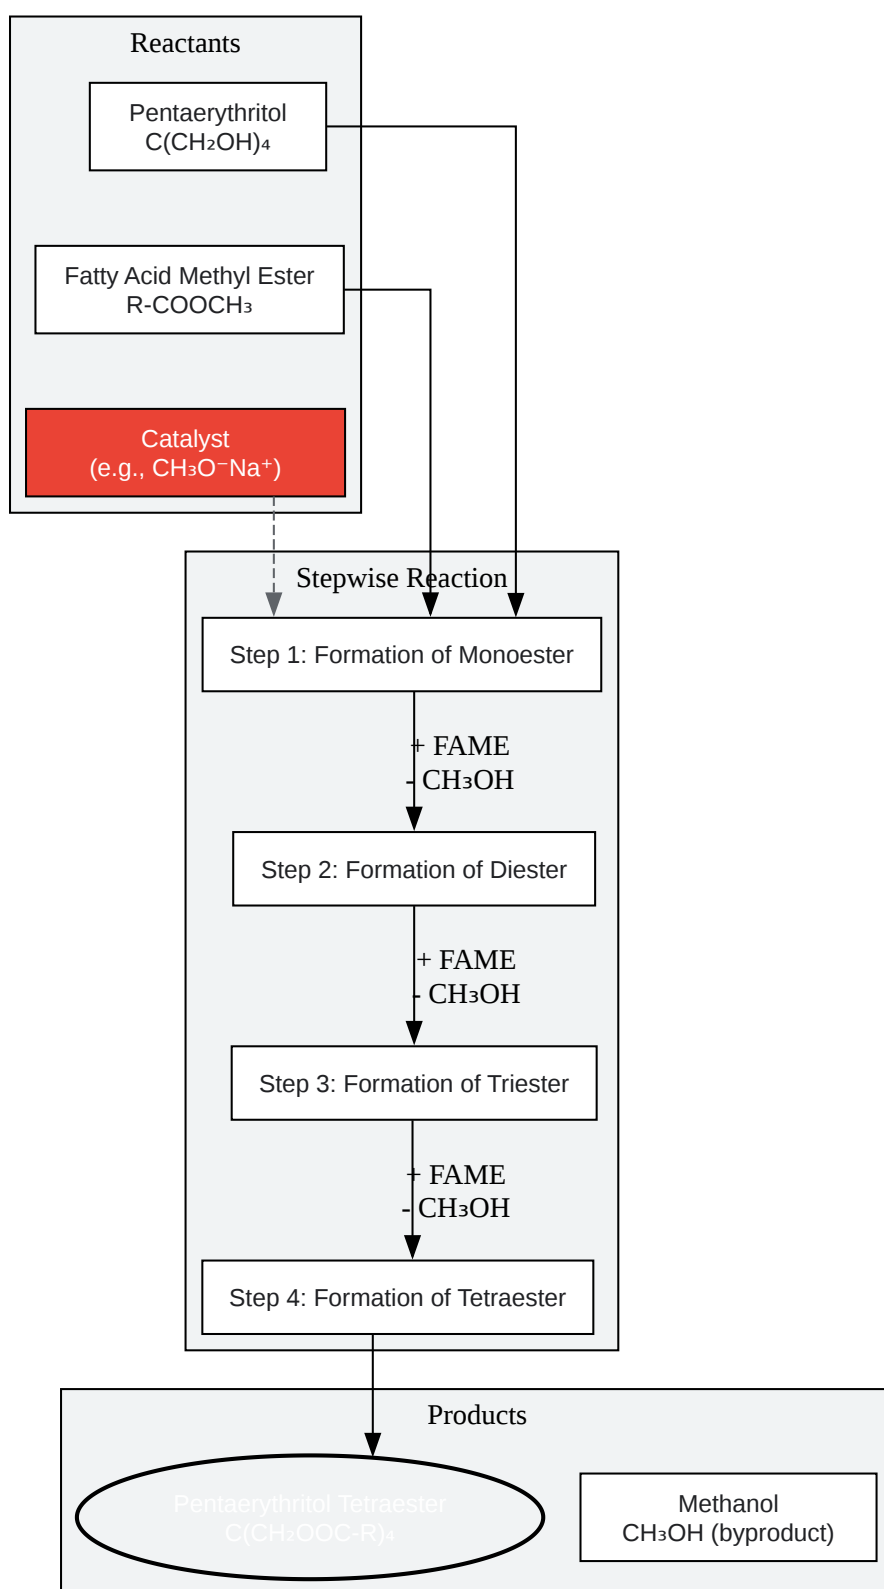 Reactants
Pentaerythritol
C(CH₂OH)₄
Fatty Acid Methyl Ester
R-COOCH₃
Catalyst
(e.g., CH₃O⁻Na⁺)
Stepwise Reaction
Step 1: Formation of Monoester
+ FAME
- CH₃OH
Step 2: Formation of Diester
+ FAME
- CH₃OH
Step 3: Formation of Triester
+ FAME
- CH₃OH
Step 4: Formation of Tetraester
Products
Pentaerythritol Tetraester
C(CH₂OOC-R)₄
Methanol
CH₃OH (byproduct)